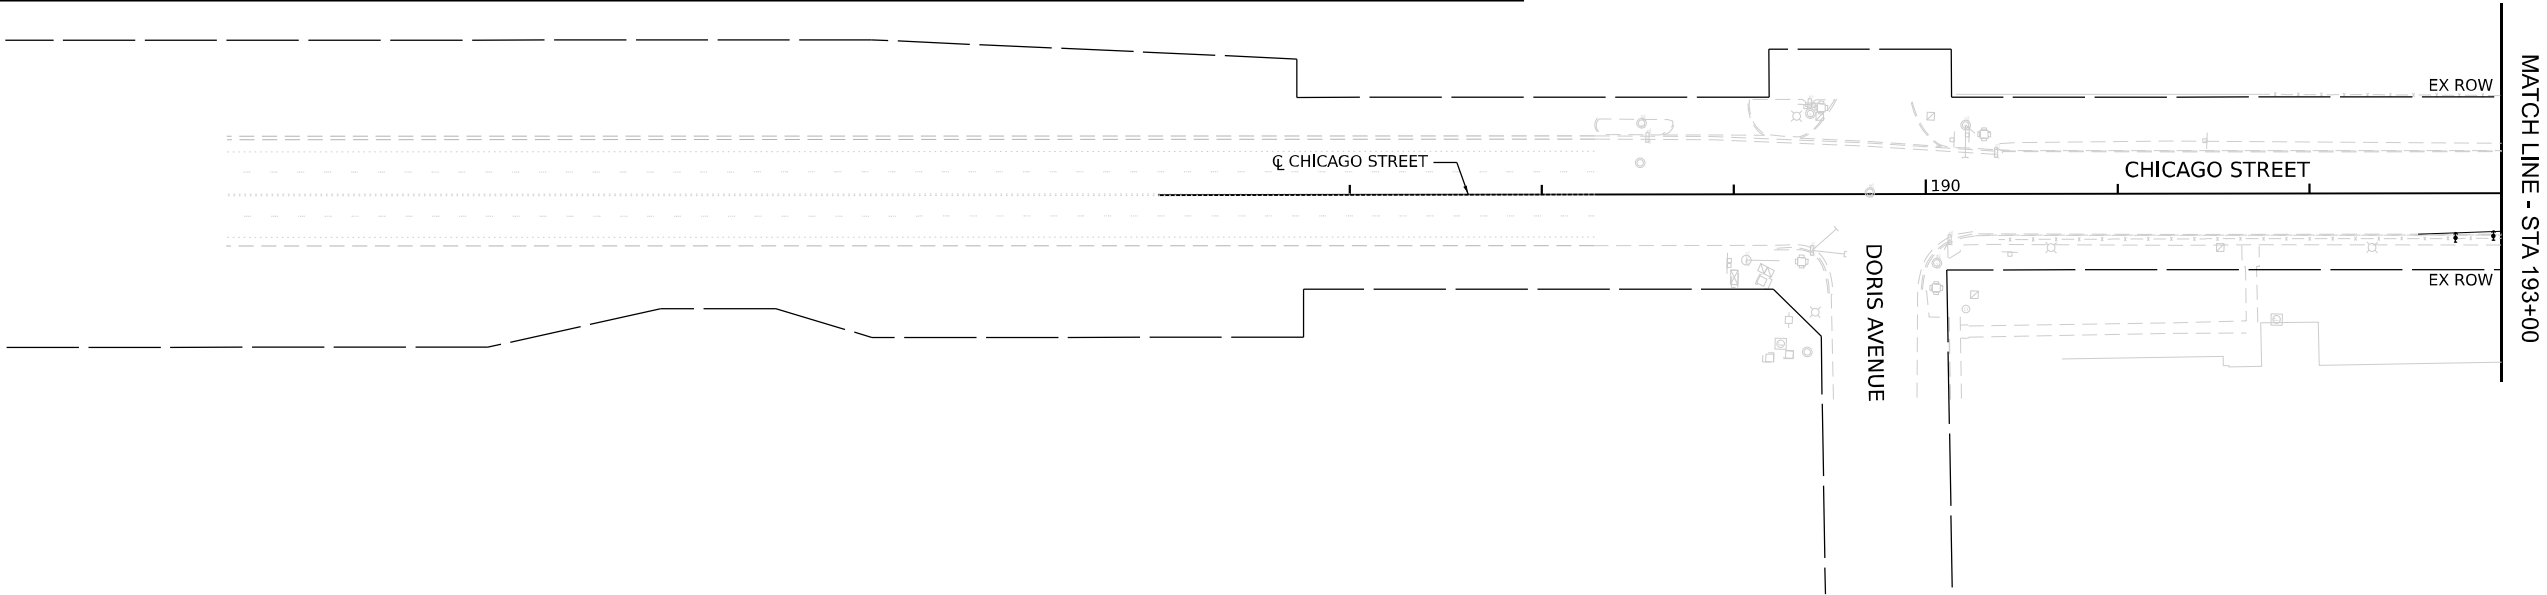 EX ROW
℄ CHICAGO STREET
CHICAGO STREET
190
DORIS AVENUE
EX ROW
MATCH LINE - STA 193+00